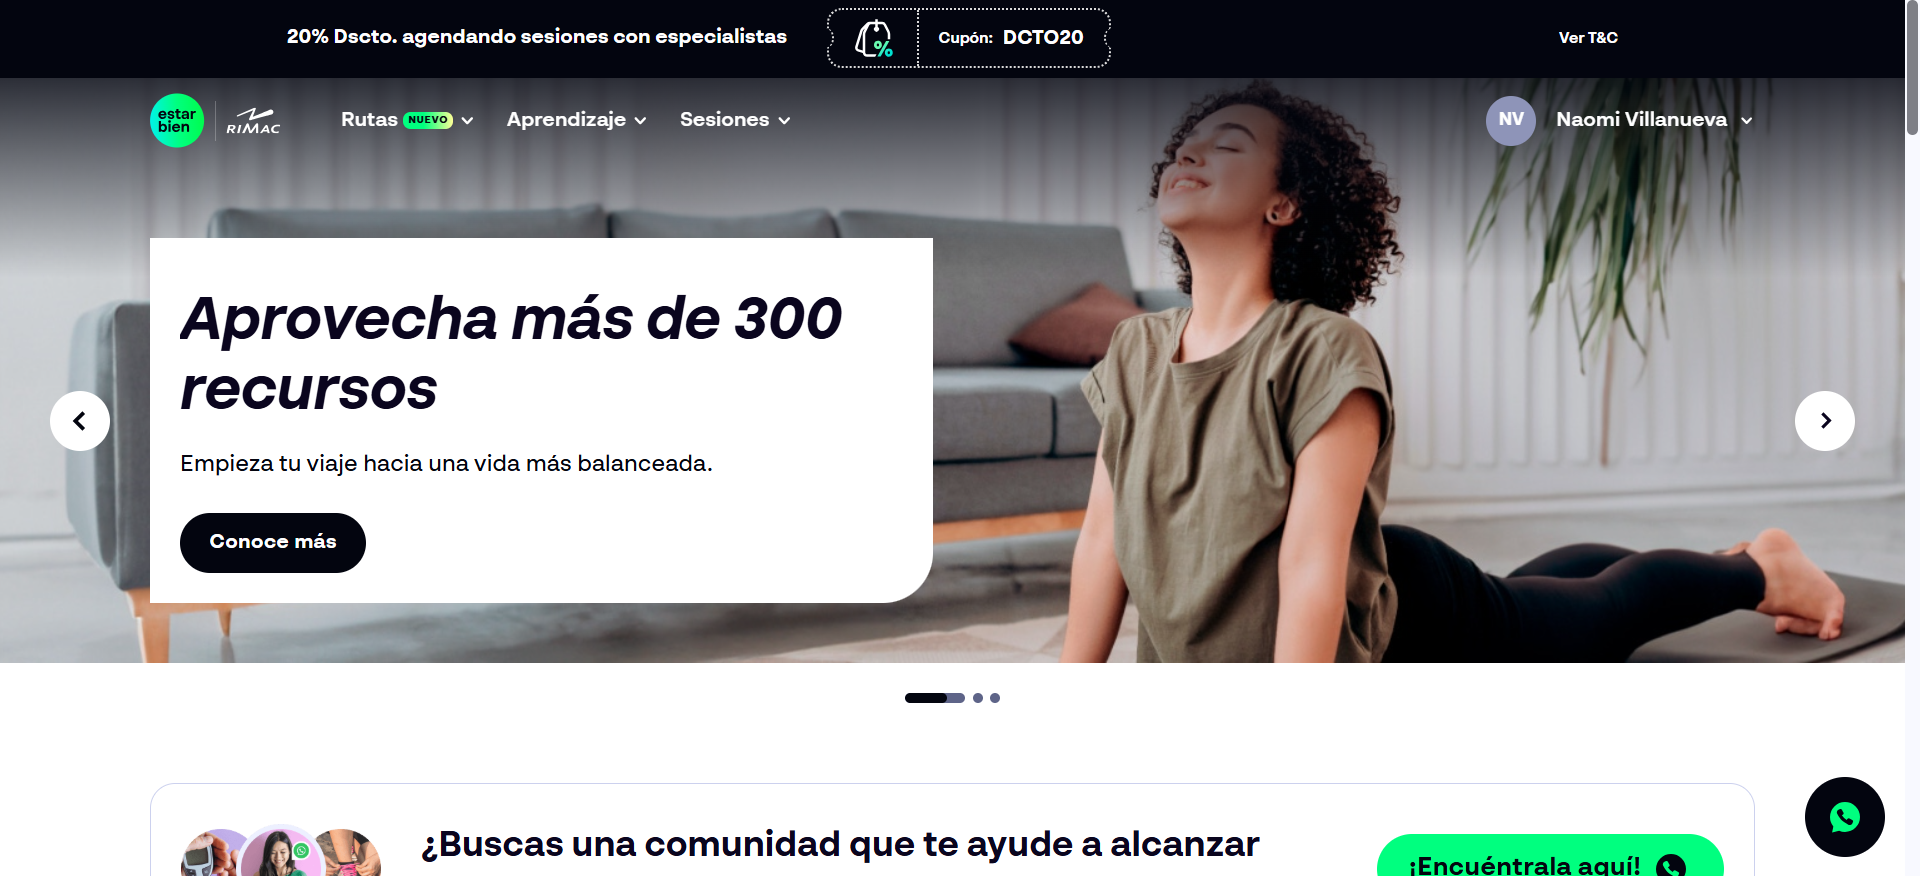 20% Dscto. agendando sesiones con especialistas
%
Cupón: DCTO20
Ver T&C
estar
bien
RIMAC
Rutas NUEVO
Aprendizaje
Sesiones
NV
Naomi Villanueva
Aprovecha más de 300
recursos
Empieza tu viaje hacia una vida más balanceada.
Conoce más
¿Buscas una comunidad que te ayude a alcanzar
¡Encuéntrala aquí!